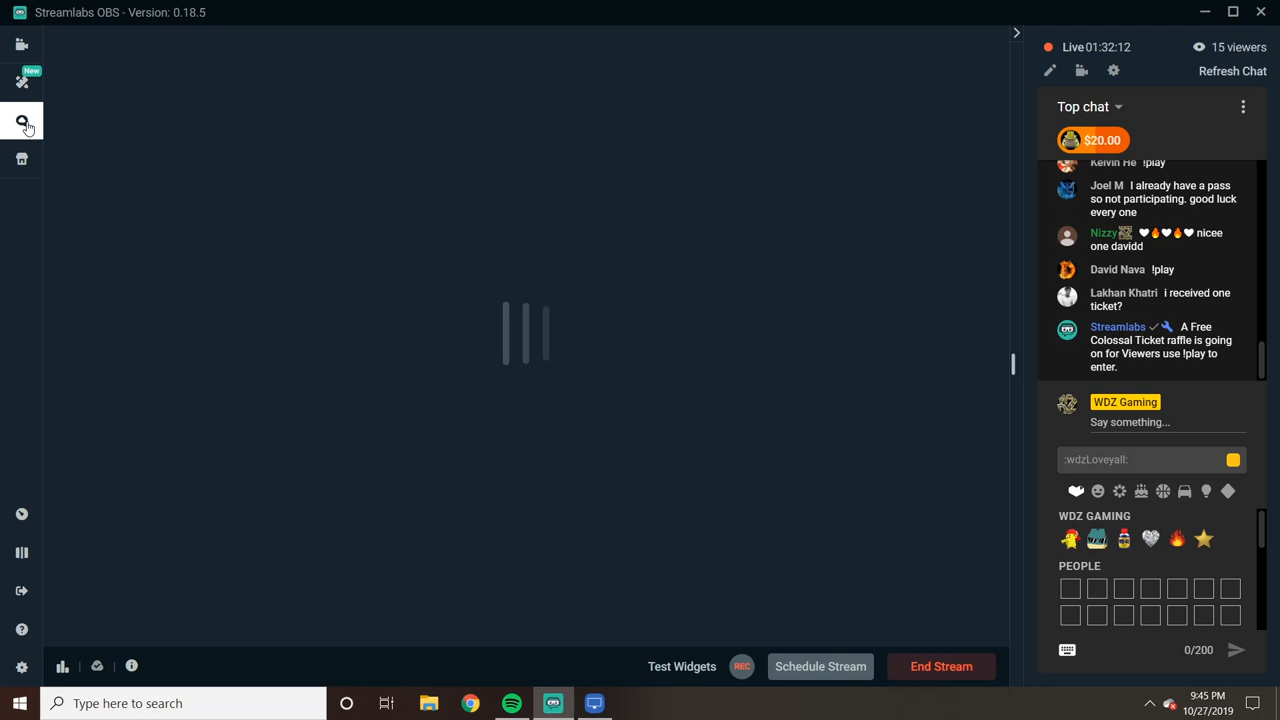 Streamlabs OBS - Version: 0.18.5
New
Live 01:32:12
15 viewers
Refresh Chat
Top chat
$20.00
Kelvin He !play
Joel M I already have a pass
so not participating. good luck
every one
Nizzy ♥🔥♥🔥♥ nicee
one davidd
David Nava !play
Lakhan Khatri i received one
ticket?
Streamlabs A Free
Colossal Ticket raffle is going
on for Viewers use !play to
enter.
WDZ Gaming
Say something...
:wdzLoveyall:
WDZ GAMING
PEOPLE
0/200
Test Widgets
REC
Schedule Stream
End Stream
Type here to search
9:45 PM
10/27/2019